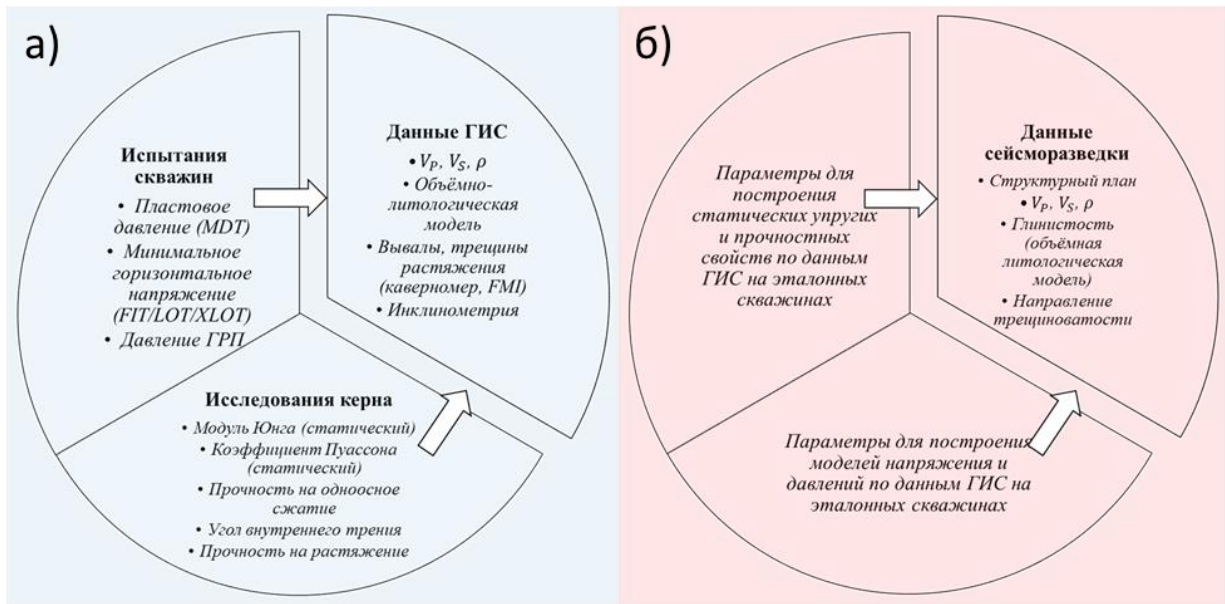 а)
Испытания
скважин
• Пластовое
давление (MDT)
• Минимальное
горизонтальное
напряжение
(FIT/LOT/XLOT)
• Давление ГРП
Данные ГИС
• V_P, V_S, ρ
• Объёмно-
литологическая
модель
• Вывалы, трещины
растяжения
(каверномер, FMI)
• Инклинометрия
Исследования керна
• Модуль Юнга (статический)
• Коэффициент Пуассона
(статический)
• Прочность на одноосное
сжатие
• Угол внутреннего трения
• Прочность на растяжение
б)
Параметры для
построения
статических упругих
и прочностных
свойств по данным
ГИС на эталонных
скважинах
Данные
сейсморазведки
• Структурный план
• V_P, V_S, ρ
• Глинистость
(объёмная
литологическая
модель)
• Направление
трещиноватости
Параметры для построения
моделей напряжения и
давлений по данным ГИС на
эталонных скважинах